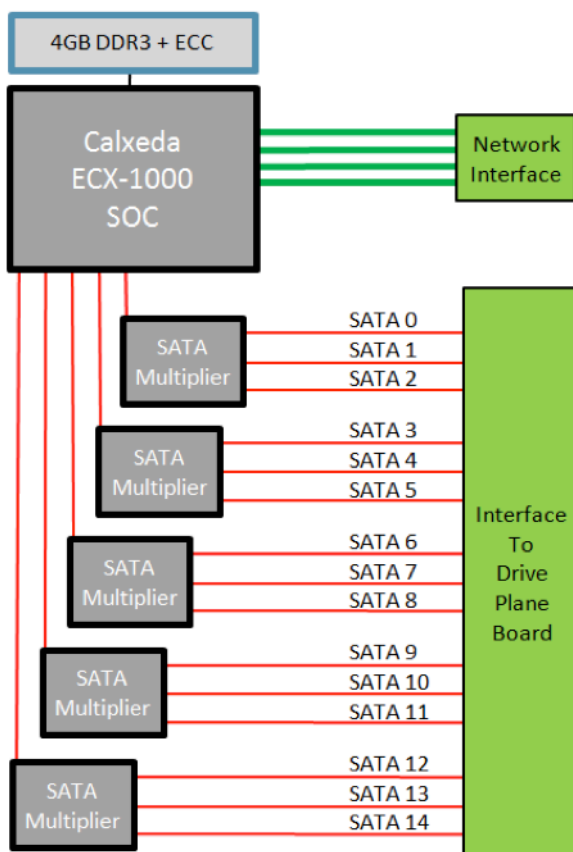 4GB DDR3 + ECC
Calxeda
ECX-1000
SOC
Network
Interface
SATA
Multiplier
SATA 0
SATA 1
SATA 2
SATA
Multiplier
SATA 3
SATA 4
SATA 5
SATA
Multiplier
SATA 6
SATA 7
SATA 8
SATA
Multiplier
SATA 9
SATA 10
SATA 11
SATA
Multiplier
SATA 12
SATA 13
SATA 14
Interface
To
Drive
Plane
Board